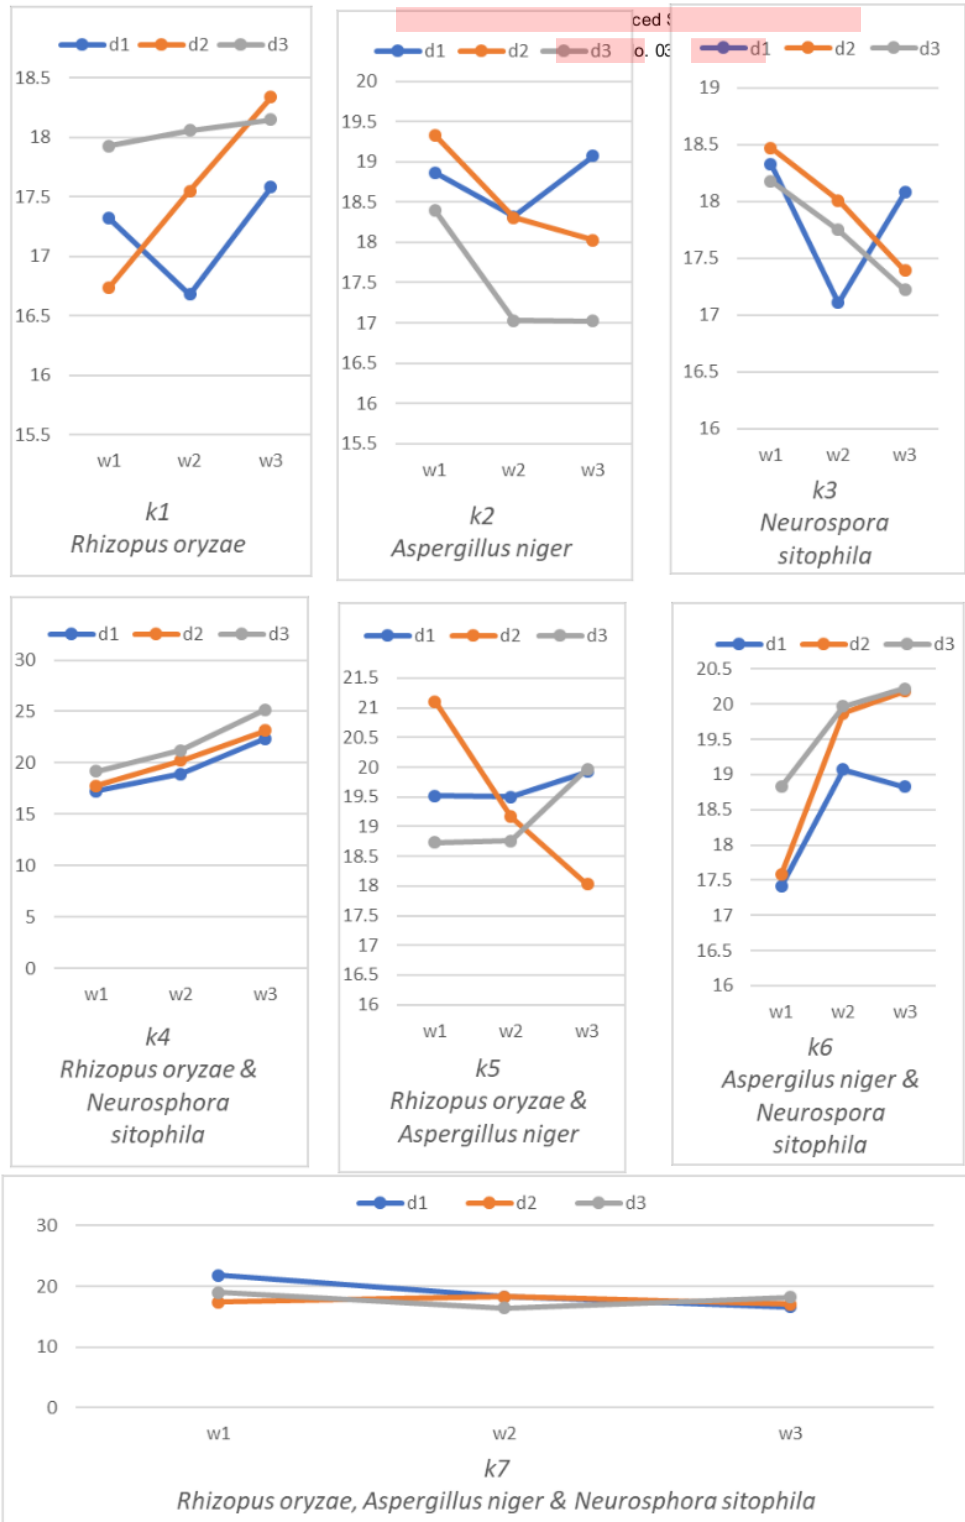 ced S
o. 03
d1 d2 d3
18.5
18
17.5
17
16.5
16
15.5
w1 w2 w3
k1
Rhizopus oryzae
d1 d2 d3
20
19.5
19
18.5
18
17.5
17
16.5
16
15.5
w1 w2 w3
k2
Aspergillus niger
d1 d2 d3
19
18.5
18
17.5
17
16.5
16
w1 w2 w3
k3
Neurospora
sitophila
d1 d2 d3
30
25
20
15
10
5
0
w1 w2 w3
k4
Rhizopus oryzae &
Neurosphora
sitophila
d1 d2 d3
21.5
21
20.5
20
19.5
19
18.5
18
17.5
17
16.5
16
w1 w2 w3
k5
Rhizopus oryzae &
Aspergillus niger
d1 d2 d3
20.5
20
19.5
19
18.5
18
17.5
17
16.5
16
w1 w2 w3
k6
Aspergilus niger &
Neurospora
sitophila
d1 d2 d3
30
20
10
0
w1 w2 w3
k7
Rhizopus oryzae, Aspergillus niger & Neurosphora sitophila